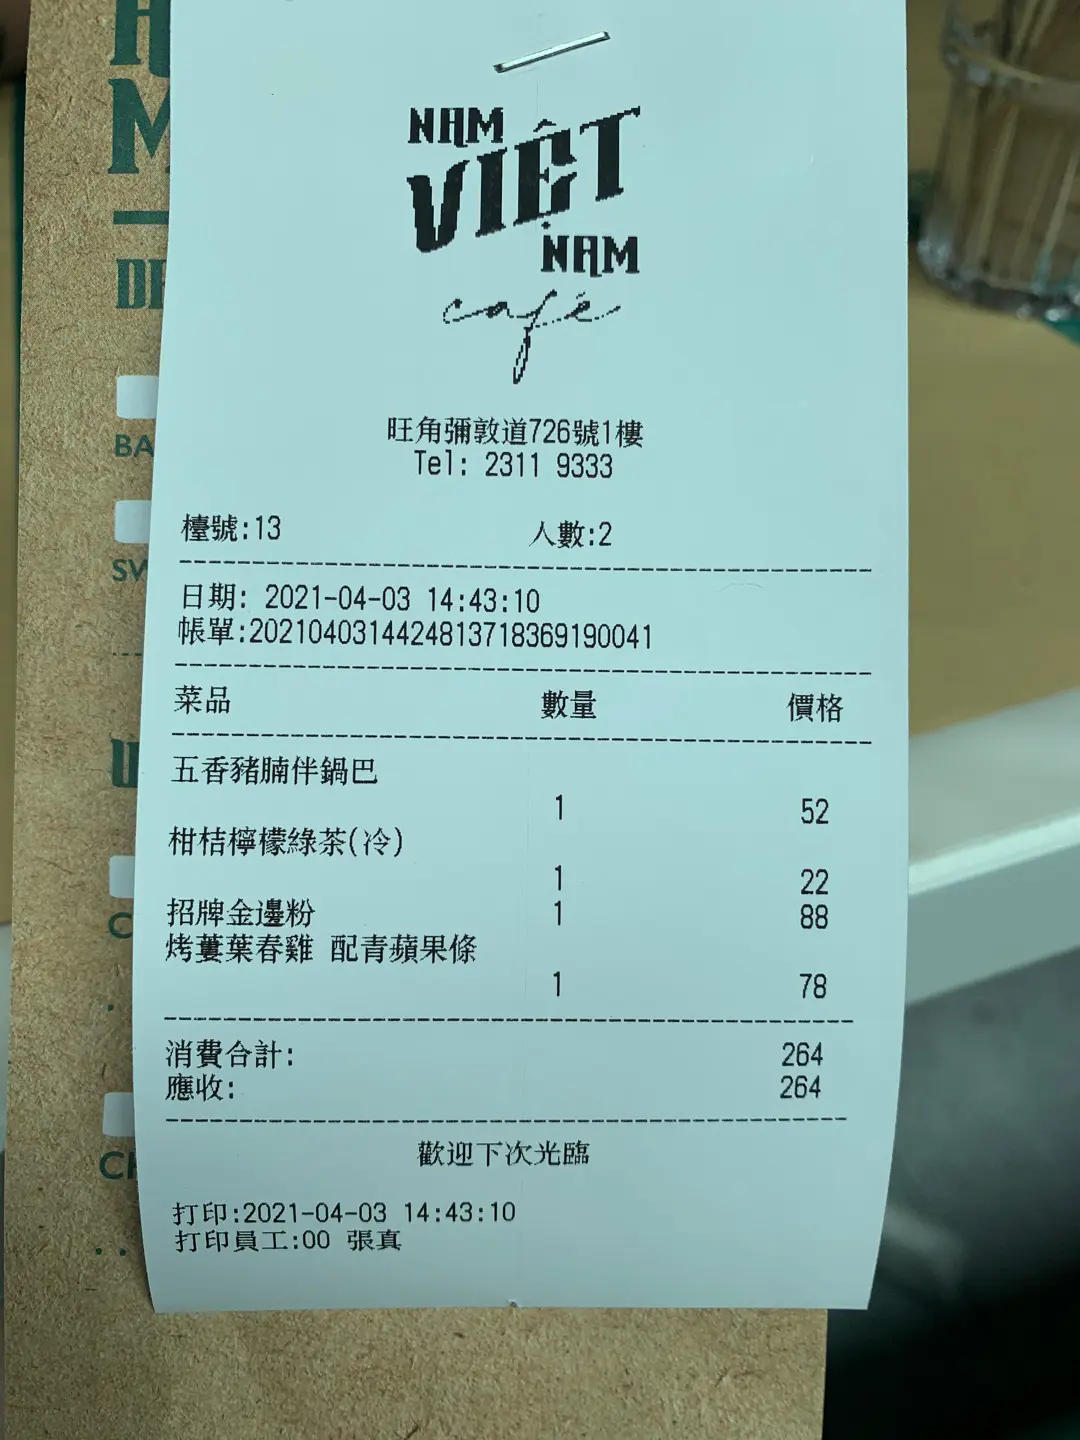 NAM
VIỆT
NAM
café
旺角彌敦道726號1樓
Tel: 2311 9333
檯號:13 人數:2
日期: 2021-04-03 14:43:10
帳單:2021040314424813718369190041
菜品 數量 價格
五香豬腩伴鍋巴
1 52
柑桔檸檬綠茶(冷)
1 22
招牌金邊粉 1 88
烤蔞葉春雞 配青蘋果條
1 78
消費合計: 264
應收: 264
歡迎下次光臨
打印:2021-04-03 14:43:10
打印員工:00 張真
M
BA